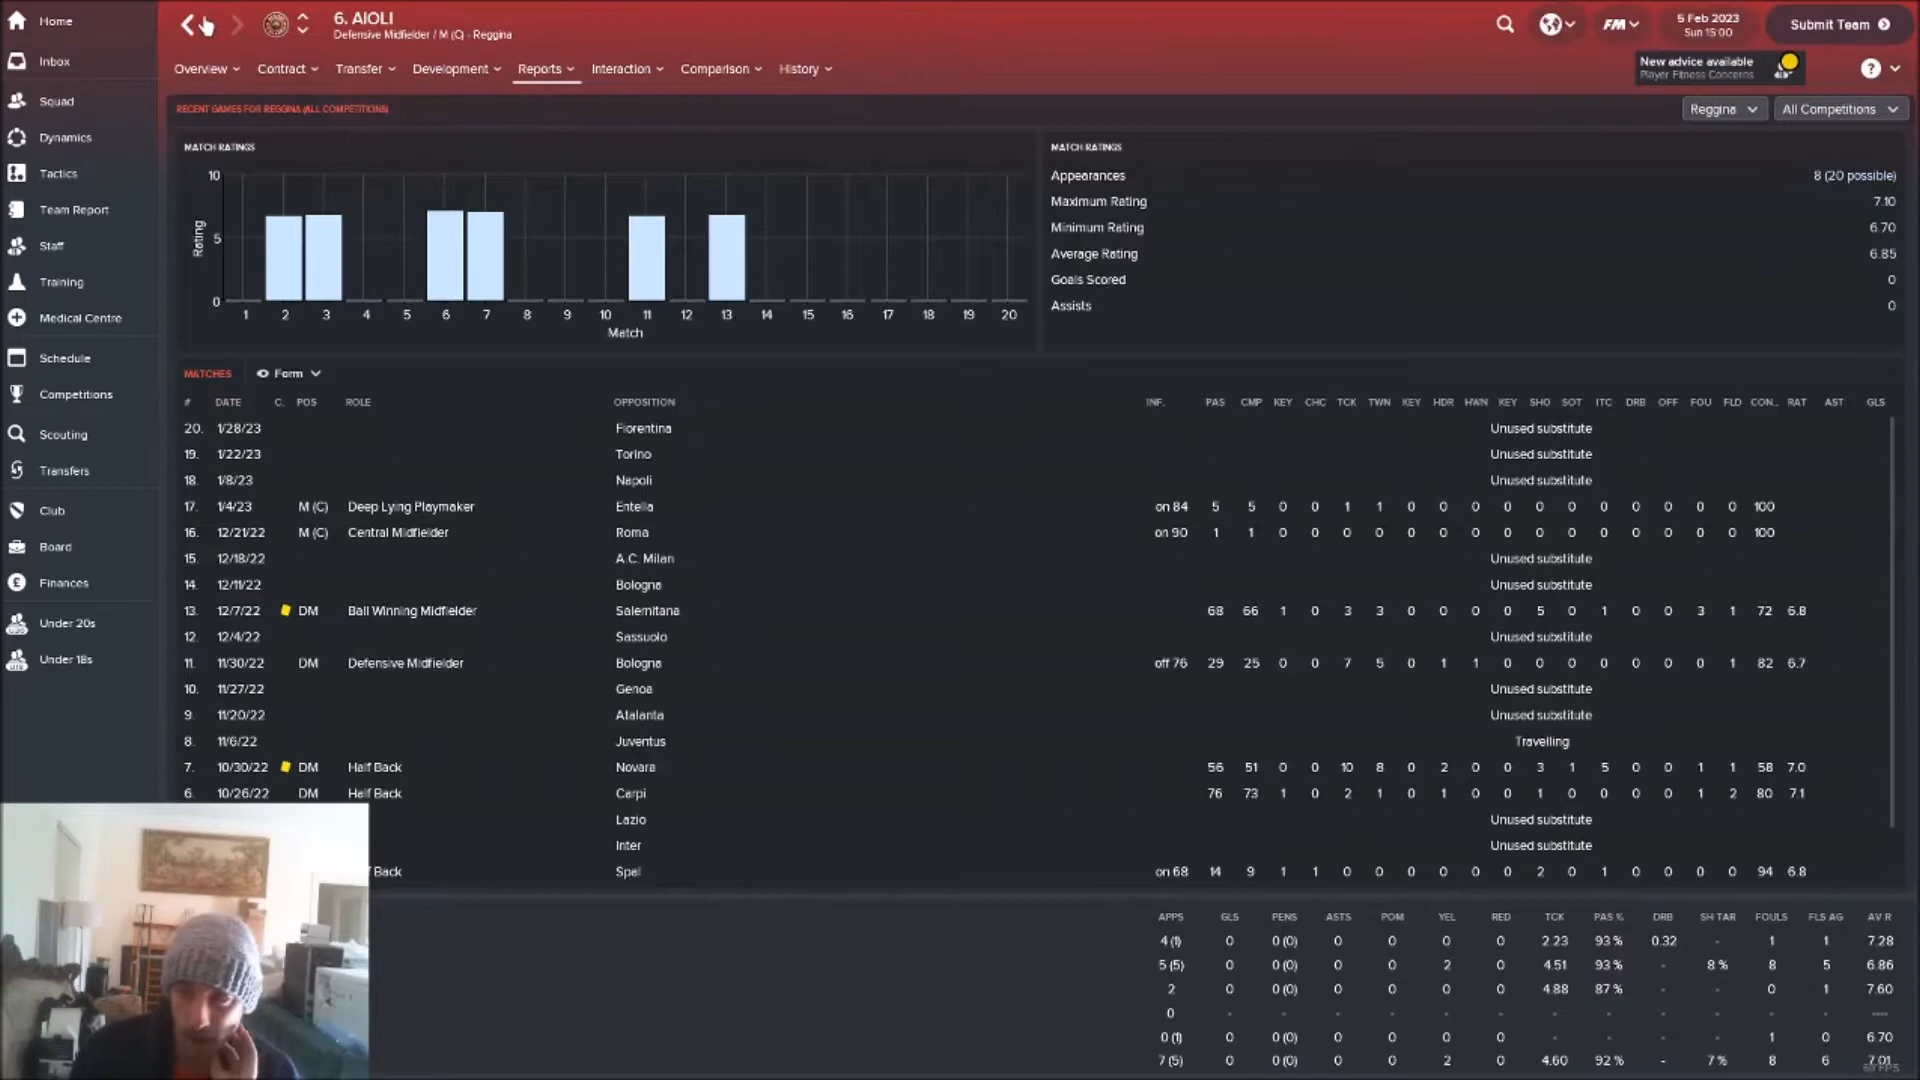 Home
Inbox
Squad
Dynamics
Tactics
Team Report
Staff
Training
Medical Centre
Schedule
Competitions
Scouting
Transfers
Club
Board
Finances
Under 20s
Under 18s
6. AIOLI
Defensive Midfielder / M (C) - Reggina
FM
5 Feb 2023
Sun 15:00
Submit Team
Overview Contract Transfer Development Reports Interaction Comparison History
New advice available
Player Fitness Concerns
?
RECENT GAMES FOR REGGINA (ALL COMPETITIONS)
Reggina All Competitions
MATCH RATINGS
10
5
0
Rating
1 2 3 4 5 6 7 8 9 10 11 12 13 14 15 16 17 18 19 20
Match
MATCH RATINGS
Appearances 8 (20 possible)
Maximum Rating 7.10
Minimum Rating 6.70
Average Rating 6.85
Goals Scored 0
Assists 0
MATCHES Form
# DATE C. POS ROLE OPPOSITION INF. PAS CMP KEY CHC TCK TWN KEY HDR HWN KEY SHO SOT ITC DRB OFF FOU FLD CON... RAT AST GLS
20. 1/28/23 Fiorentina Unused substitute
19. 1/22/23 Torino Unused substitute
18. 1/8/23 Napoli Unused substitute
17. 1/4/23 M (C) Deep Lying Playmaker Entella on 84 5 5 0 0 1 1 0 0 0 0 0 0 0 0 0 0 0 100
16. 12/21/22 M (C) Central Midfielder Roma on 90 1 1 0 0 0 0 0 0 0 0 0 0 0 0 0 0 0 100
15. 12/18/22 A.C. Milan Unused substitute
14. 12/11/22 Bologna Unused substitute
13. 12/7/22 DM Ball Winning Midfielder Salernitana 68 66 1 0 3 3 0 0 0 0 5 0 1 0 0 3 1 72 6.8
12. 12/4/22 Sassuolo Unused substitute
11. 11/30/22 DM Defensive Midfielder Bologna off 76 29 25 0 0 7 5 0 1 1 0 0 0 0 0 0 0 1 82 6.7
10. 11/27/22 Genoa Unused substitute
9. 11/20/22 Atalanta Unused substitute
8. 11/6/22 Juventus Travelling
7. 10/30/22 DM Half Back Novara 56 51 0 0 10 8 0 2 0 0 3 1 5 0 0 1 1 58 7.0
6. 10/26/22 DM Half Back Carpi 76 73 1 0 2 1 0 1 0 0 1 0 0 0 0 1 2 80 7.1
Lazio Unused substitute
Inter Unused substitute
Back Spal on 68 14 9 1 1 0 0 0 0 0 0 2 0 1 0 0 0 0 94 6.8
APPS GLS PENS ASTS POM YEL RED TCK PAS % DRB SH TAR FOULS FLS AG AV R
4 (1) 0 0 (0) 0 0 0 0 2.23 93 % 0.32 - 1 1 7.28
5 (5) 0 0 (0) 0 0 2 0 4.51 93 % - 8 % 8 5 6.86
2 0 0 (0) 0 0 0 0 4.88 87 % - - 0 1 7.60
0 - - - - - - - - - - - - ---
0 (1) 0 0 (0) 0 0 0 0 - - - - 1 0 6.70
7 (5) 0 0 (0) 0 0 2 0 4.60 92 % - 7 % 8 6 7.01
60 FPS